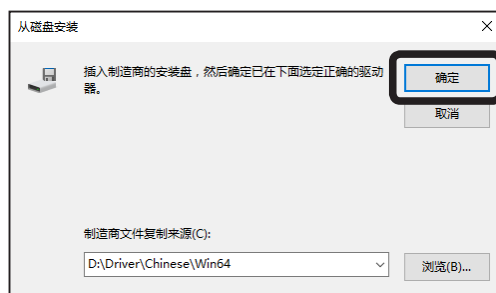 从磁盘安装
插入制造商的安装盘，然后确定已在下面选定正确的驱动
器。
确定
取消
制造商文件复制来源(C):
D:\Driver\Chinese\Win64
浏览(B)...